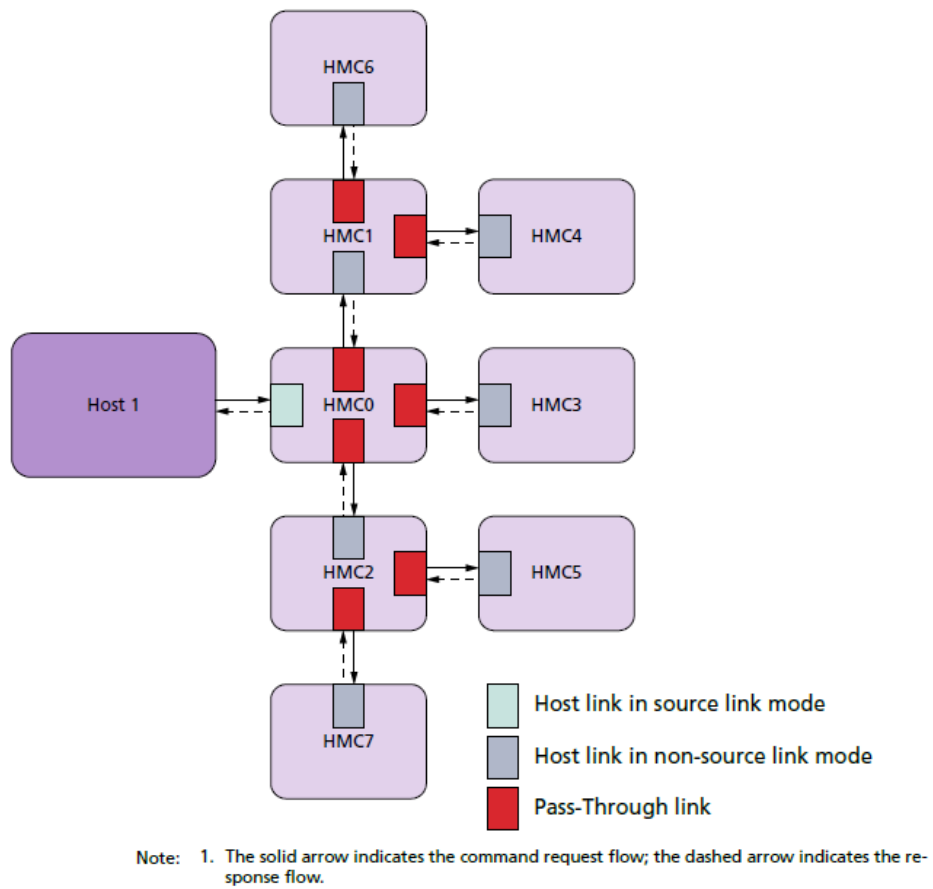 HMC6
HMC1
HMC4
Host 1
HMC0
HMC3
HMC2
HMC5
HMC7
Host link in source link mode
Host link in non-source link mode
Pass-Through link
Note: 1. The solid arrow indicates the command request flow; the dashed arrow indicates the re-
sponse flow.